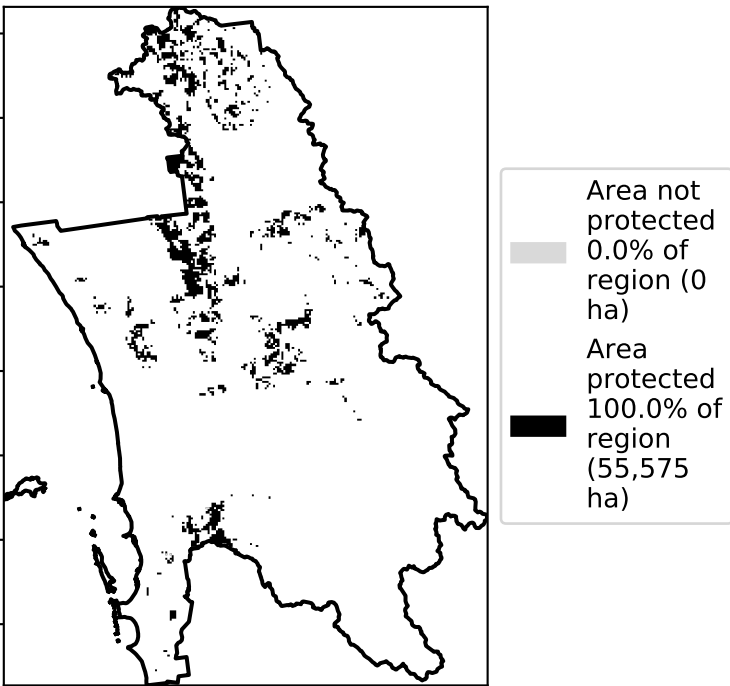 Area not
protected
0.0% of
region (0
ha)
Area
protected
100.0% of
region
(55,575
ha)